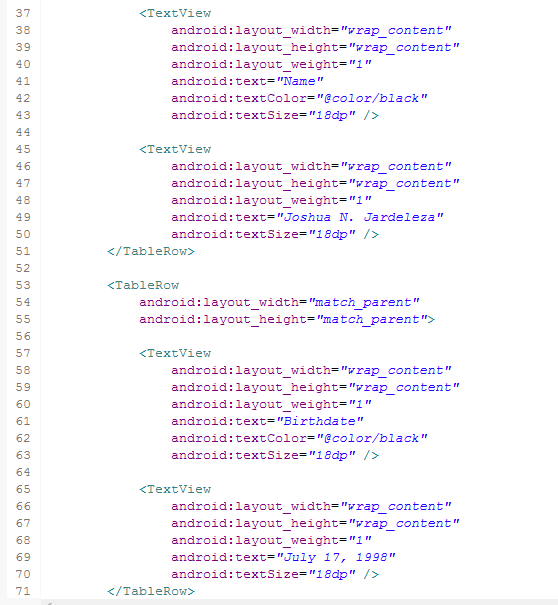 37 <TextView
38 android:layout_width="wrap_content"
39 android:layout_height="wrap_content"
40 android:layout_weight="1"
41 android:text="Name"
42 android:textColor="@color/black"
43 android:textSize="18dp" />
44
45 <TextView
46 android:layout_width="wrap_content"
47 android:layout_height="wrap_content"
48 android:layout_weight="1"
49 android:text="Joshua N. Jardeleza"
50 android:textSize="18dp" />
51 </TableRow>
52
53 <TableRow
54 android:layout_width="match_parent"
55 android:layout_height="match_parent">
56
57 <TextView
58 android:layout_width="wrap_content"
59 android:layout_height="wrap_content"
60 android:layout_weight="1"
61 android:text="Birthdate"
62 android:textColor="@color/black"
63 android:textSize="18dp" />
64
65 <TextView
66 android:layout_width="wrap_content"
67 android:layout_height="wrap_content"
68 android:layout_weight="1"
69 android:text="July 17, 1998"
70 android:textSize="18dp" />
71 </TableRow>